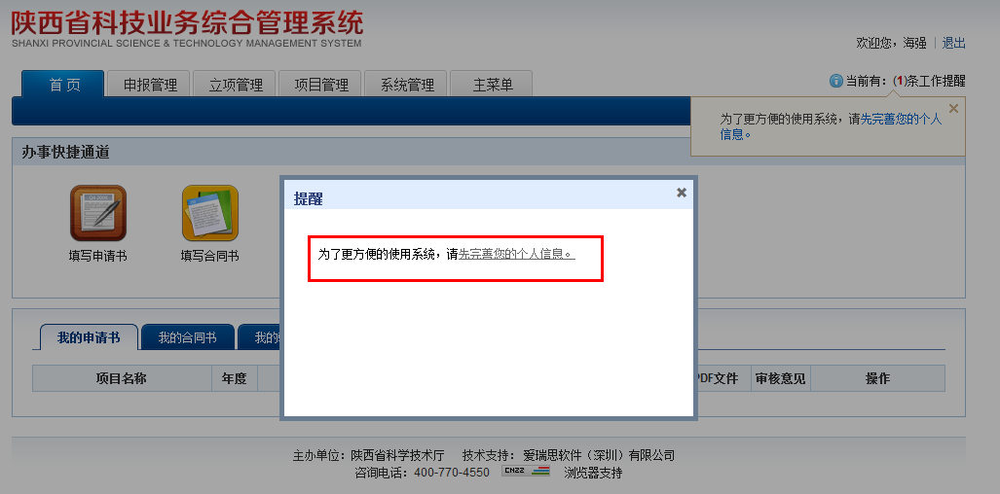 陕西省科技业务综合管理系统
SHANXI PROVINCIAL SCIENCE & TECHNOLOGY MANAGEMENT SYSTEM
欢迎您，海强 | 退出
首 页 申报管理 立项管理 项目管理 系统管理 主菜单
当前有：(1)条工作提醒
为了更方便的使用系统，请先完善您的个人
信息。
办事快捷通道
填写申请书 填写合同书
提醒
为了更方便的使用系统，请先完善您的个人信息。
我的申请书 我的合同书 我的
项目名称 年度 PDF文件 审核意见 操作
主办单位：陕西省科学技术厅 技术支持：爱瑞思软件（深圳）有限公司
咨询电话：400-770-4550 CNZZ 浏览器支持